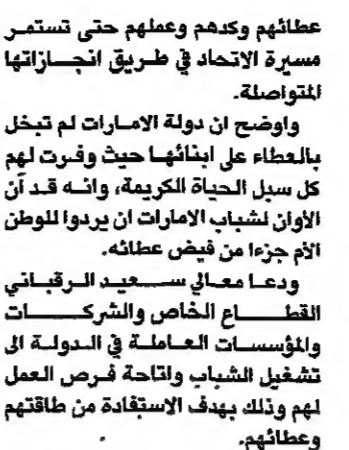 عطائهم وكدهم وعملهم حتى تستمر
مسيرة الاتحاد في طريق انجازاتها
المتواصلة.
واوضح ان دولة الامارات لم تبخل
بالعطاء على ابنائها حيث وفرت لهم
كل سبل الحياة الكريمة، وانه قد آن
الأوان لشباب الامارات ان يردوا للوطن
الأم جزءا من فيض عطائه.
ودعا معالي سعيد الرقباني
القطاع الخاص والشركات
والمؤسسات العاملة في الدولة الى
تشغيل الشباب واتاحة فرص العمل
لهم وذلك بهدف الاستفادة من طاقتهم
وعطائهم.